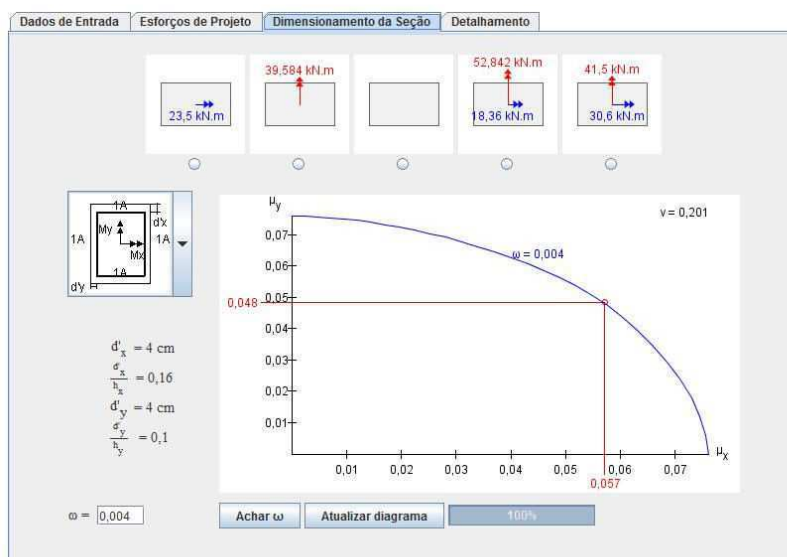 Dados de Entrada Esforços de Projeto Dimensionamento da Seção Detalhamento
39,584 kN.m 52,842 kN.m 41,5 kN.m
23,5 kN.m 18,36 kN.m 30,6 kN.m
1A
d'x
My
1A 1A
Mx
1A
d'y
μy
ν = 0,201
0,07
ω = 0,004
0,06
0,05
0,048
0,04
0,03
0,02
0,01
μx
0,01 0,02 0,03 0,04 0,05 0,06 0,07
0,057
d'x = 4 cm
d'x
hx = 0,16
d'y = 4 cm
d'y
hy = 0,1
ω = 0,004 Achar ω Atualizar diagrama 100%